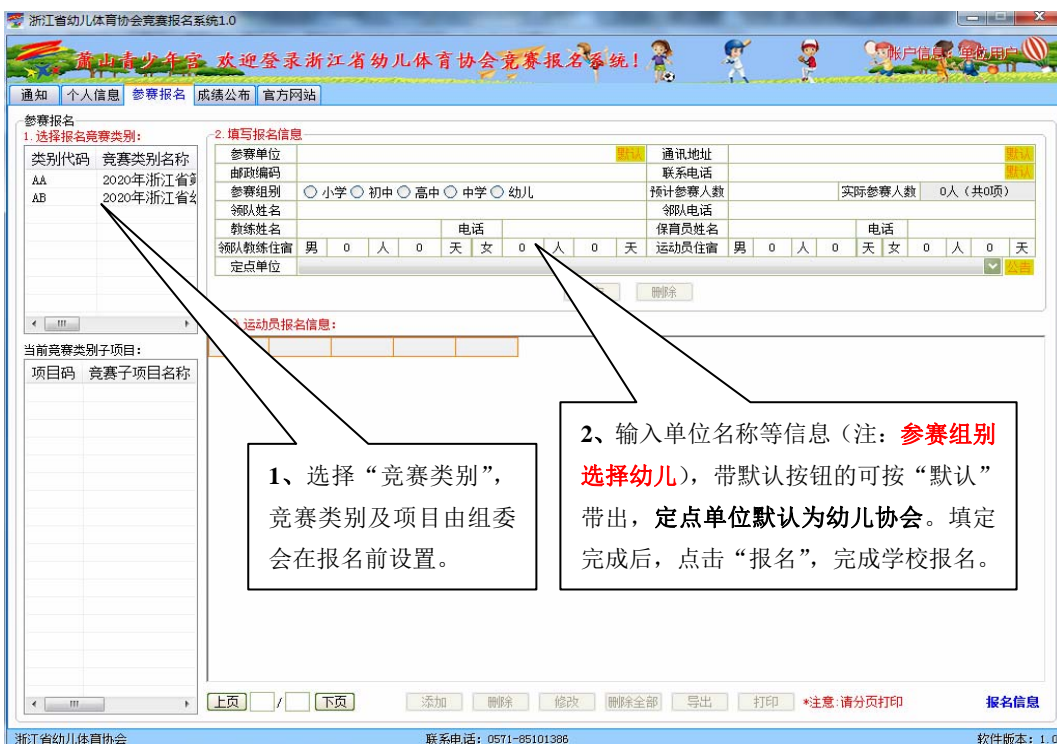 浙江省幼儿体育协会竞赛报名系统1.0
萧山青少年宫 欢迎登录浙江省幼儿体育协会竞赛报名系统!
帐户信息 单位用户
通知 个人信息 参赛报名 成绩公布 官方网站
参赛报名
1.选择报名竞赛类别:
类别代码 竞赛类别名称
AA 2020年浙江省
AB 2020年浙江省
2.填写报名信息
参赛单位 默认 通讯地址 默认
邮政编码 联系电话 默认
参赛组别 小学 初中 高中 中学 幼儿 预计参赛人数 实际参赛人数 0人(共0项)
领队姓名 领队电话
教练姓名 电话 保育员姓名 电话
领队教练住宿 男 0 人 0 天 女 0 人 0 天 运动员住宿 男 0 人 0 天 女 0 人 0 天
定点单位 公告
删除
运动员报名信息:
当前竞赛类别子项目:
项目码 竞赛子项目名称
1、选择“竞赛类别”,
竞赛类别及项目由组委
会在报名前设置。
2、输入单位名称等信息(注:参赛组别
选择幼儿),带默认按钮的可按“默认”
带出,定点单位默认为幼儿协会。填定
完成后,点击“报名”,完成学校报名。
上页 / 下页 添加 删除 修改 删除全部 导出 打印 *注意:请分页打印 报名信息
浙江省幼儿体育协会 联系电话: 0571-85101386 软件版本: 1.0